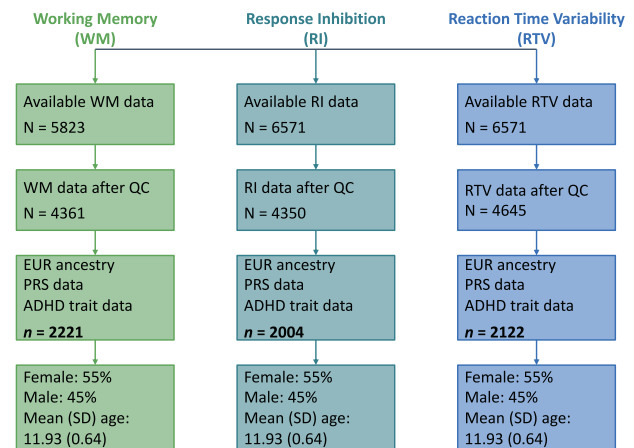 Working Memory
(WM)
Response Inhibition
(RI)
Reaction Time Variability
(RTV)
Available WM data
N = 5823
Available RI data
N = 6571
Available RTV data
N = 6571
WM data after QC
N = 4361
RI data after QC
N = 4350
RTV data after QC
N = 4645
EUR ancestry
PRS data
ADHD trait data
n = 2221
EUR ancestry
PRS data
ADHD trait data
n = 2004
EUR ancestry
PRS data
ADHD trait data
n = 2122
Female: 55%
Male: 45%
Mean (SD) age:
11.93 (0.64)
Female: 55%
Male: 45%
Mean (SD) age:
11.93 (0.64)
Female: 55%
Male: 45%
Mean (SD) age:
11.93 (0.64)